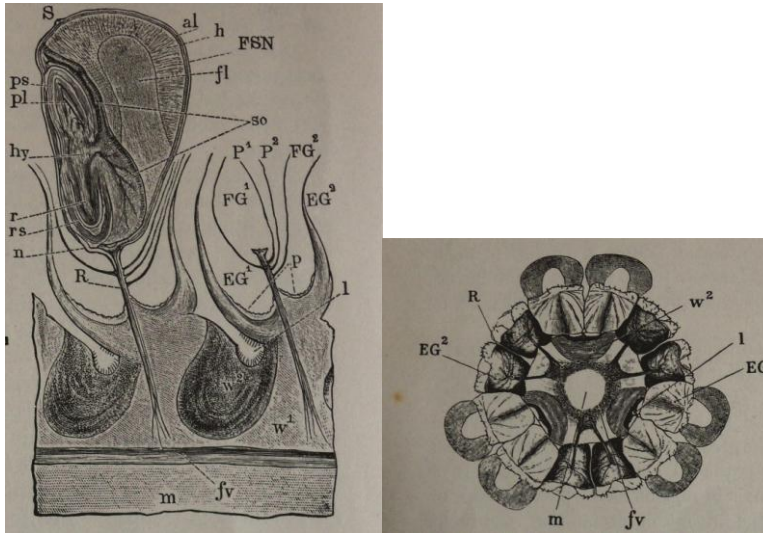 S
al
h
FSN
fl
ps
pl
so
hy
P¹ P² FG²
FG¹
EG²
r
rs
n
R
EG¹
p
l
w²
w¹
m
fv
R
w²
EG²
l
EG
m
fv